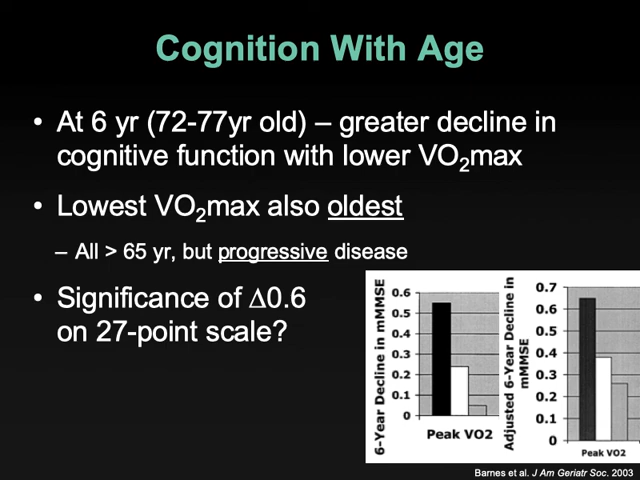 Cognition With Age
• At 6 yr (72-77yr old) – greater decline in
cognitive function with lower VO2max
• Lowest VO2max also oldest
– All > 65 yr, but progressive disease
• Significance of Δ0.6
on 27-point scale?
6-Year Decline in mMMSE
0.6
0.5
0.4
0.3
0.2
0.1
0
Peak VO2
Adjusted 6-Year Decline in
mMMSE
0.7
0.6
0.5
0.4
0.3
0.2
0.1
0
Peak VO2
Barnes et al. J Am Geriatr Soc. 2003